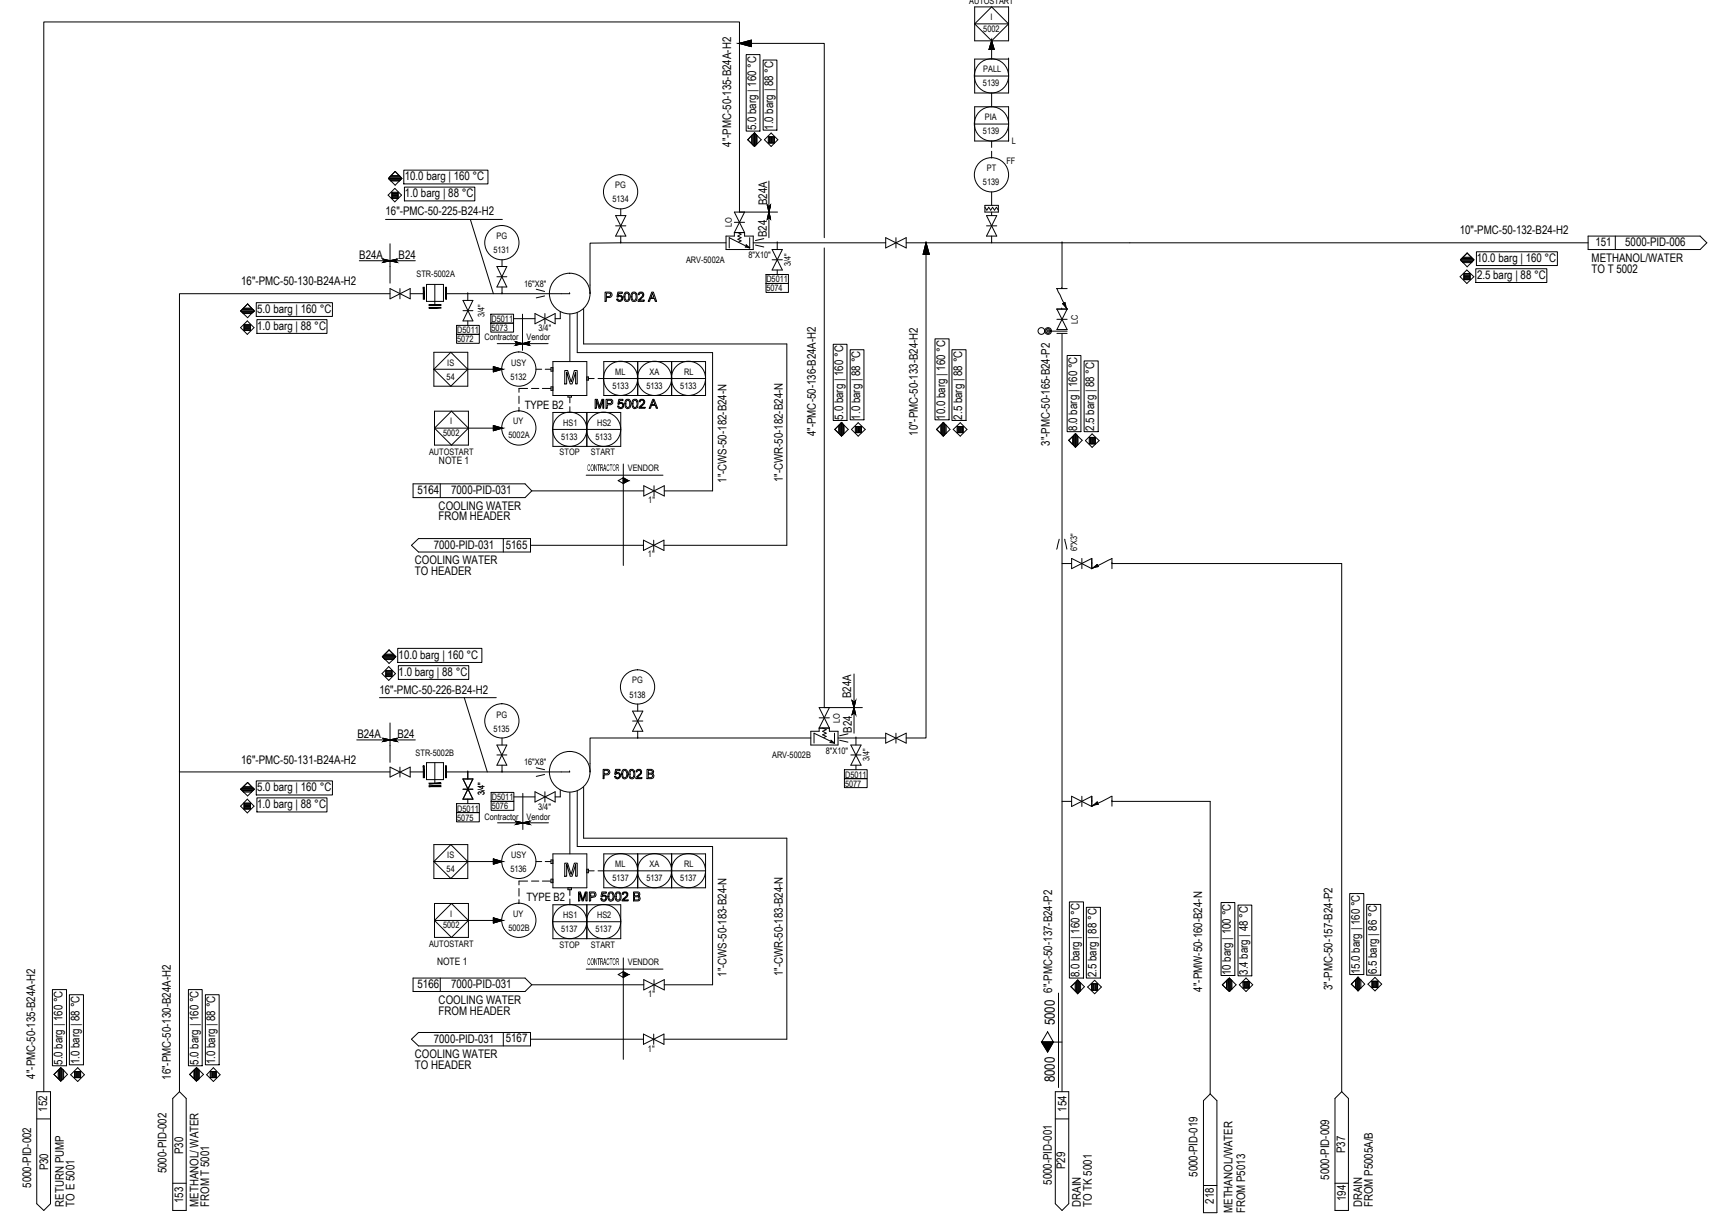 AUTOSTART
I
5002
PALL
5139
PIA
5139
L
PT
5139
FF
4"-PMC-50-135-B24A-H2
5.0 barg | 160 °C
1.0 barg | 88 °C
10.0 barg | 160 °C
1.0 barg | 88 °C
16"-PMC-50-225-B24-H2
PG
5134
PG
5131
B24A
B24
LO
8"X10"
3/4"
ARV-5002A
D5011
5074
B24A
B24
STR-5002A
16"-PMC-50-130-B24A-H2
5.0 barg | 160 °C
1.0 barg | 88 °C
16"X8"
P 5002 A
3/4"
D5011
5072
D5011
5073
3/4"
Contractor
Vendor
10"-PMC-50-132-B24-H2
10.0 barg | 160 °C
2.5 barg | 88 °C
151
5000-PID-006
METHANOL/WATER
TO T 5002
LC
3"-PMC-50-165-B24-P2
8.0 barg | 160 °C
2.5 barg | 88 °C
IS
54
USY
5132
M
ML
5133
XA
5133
RL
5133
TYPE B2
MP 5002 A
I
5002
UY
5002A
HS1
5133
HS2
5133
AUTOSTART
NOTE 1
STOP
START
1"-CWS-50-182-B24-N
1"-CWR-50-182-B24-N
4"-PMC-50-136-B24A-H2
5.0 barg | 160 °C
1.0 barg | 88 °C
10"-PMC-50-133-B24-H2
10.0 barg | 160 °C
2.5 barg | 88 °C
CONTRACTOR
VENDOR
5164
7000-PID-031
1"
COOLING WATER
FROM HEADER
7000-PID-031
5165
1"
COOLING WATER
TO HEADER
6"X3"
10.0 barg | 160 °C
1.0 barg | 88 °C
16"-PMC-50-226-B24-H2
PG
5138
PG
5135
B24A
B24
LO
8"X10"
3/4"
ARV-5002B
D5011
5077
B24A
B24
STR-5002B
16"-PMC-50-131-B24A-H2
5.0 barg | 160 °C
1.0 barg | 88 °C
16"X8"
P 5002 B
3/4"
D5011
5075
D5011
5076
3/4"
Contractor
Vendor
IS
54
USY
5136
M
ML
5137
XA
5137
RL
5137
TYPE B2
MP 5002 B
I
5002
UY
5002B
HS1
5137
HS2
5137
AUTOSTART
NOTE 1
STOP
START
1"-CWS-50-183-B24-N
1"-CWR-50-183-B24-N
CONTRACTOR
VENDOR
5166
7000-PID-031
1"
COOLING WATER
FROM HEADER
7000-PID-031
5167
1"
COOLING WATER
TO HEADER
4"-PMC-50-135-B24A-H2
5.0 barg | 160 °C
1.0 barg | 88 °C
152
P30
5000-PID-002
RETURN PUMP
TO E 5001
16"-PMC-50-130-B24A-H2
5.0 barg | 160 °C
1.0 barg | 88 °C
5000-PID-002
P30
153
METHANOL/WATER
FROM T 5001
6"-PMC-50-137-B24-P2
8.0 barg | 160 °C
2.5 barg | 88 °C
5000
8000
154
5000-PID-001
P29
DRAIN
TO TK 5001
4"-PMW-50-160-B24-N
10 barg | 100 °C
3.4 barg | 48 °C
5000-PID-019
218
METHANOL/WATER
FROM P5013
3"-PMC-50-157-B24-P2
15.0 barg | 160 °C
6.5 barg | 86 °C
5000-PID-009
P37
194
DRAIN
FROM P5005A/B